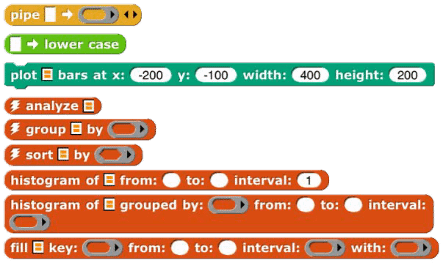 pipe →
→ lower case
plot bars at x: -200 y: -100 width: 400 height: 200
analyze
group by
sort by
histogram of from: to: interval: 1
histogram of grouped by: from: to: interval:
fill key: from: to: interval: with: